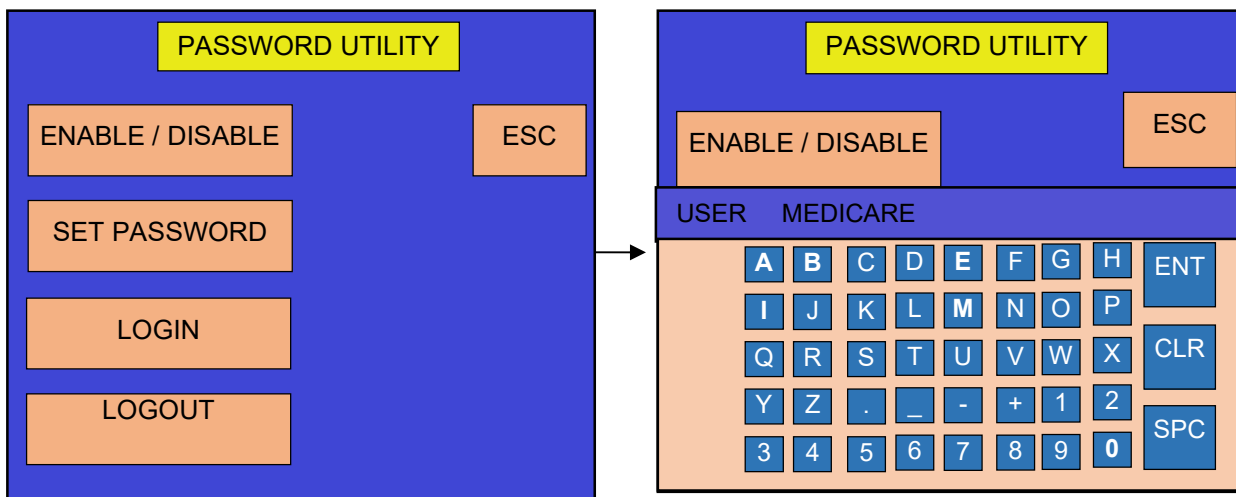 PASSWORD UTILITY
ENABLE / DISABLE ESC
SET PASSWORD
LOGIN
LOGOUT
PASSWORD UTILITY
ESC
ENABLE / DISABLE
USER MEDICARE
A B C D E F G H ENT
I J K L M N O P
Q R S T U V W X CLR
Y Z . _ - + 1 2
SPC
3 4 5 6 7 8 9 0